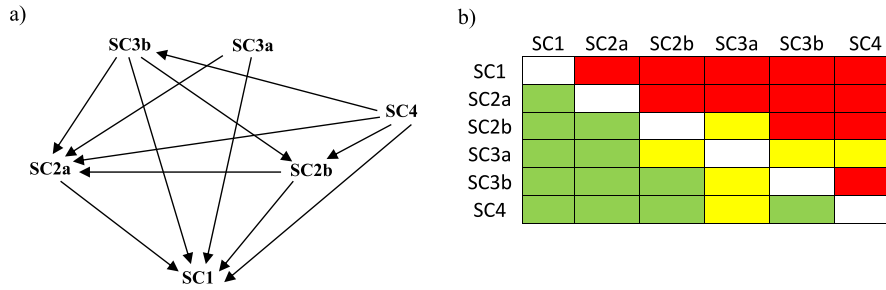 a)
SC3b SC3a
SC4
SC2a SC2b
SC1
b)
SC1 SC2a SC2b SC3a SC3b SC4
SC1
SC2a
SC2b
SC3a
SC3b
SC4